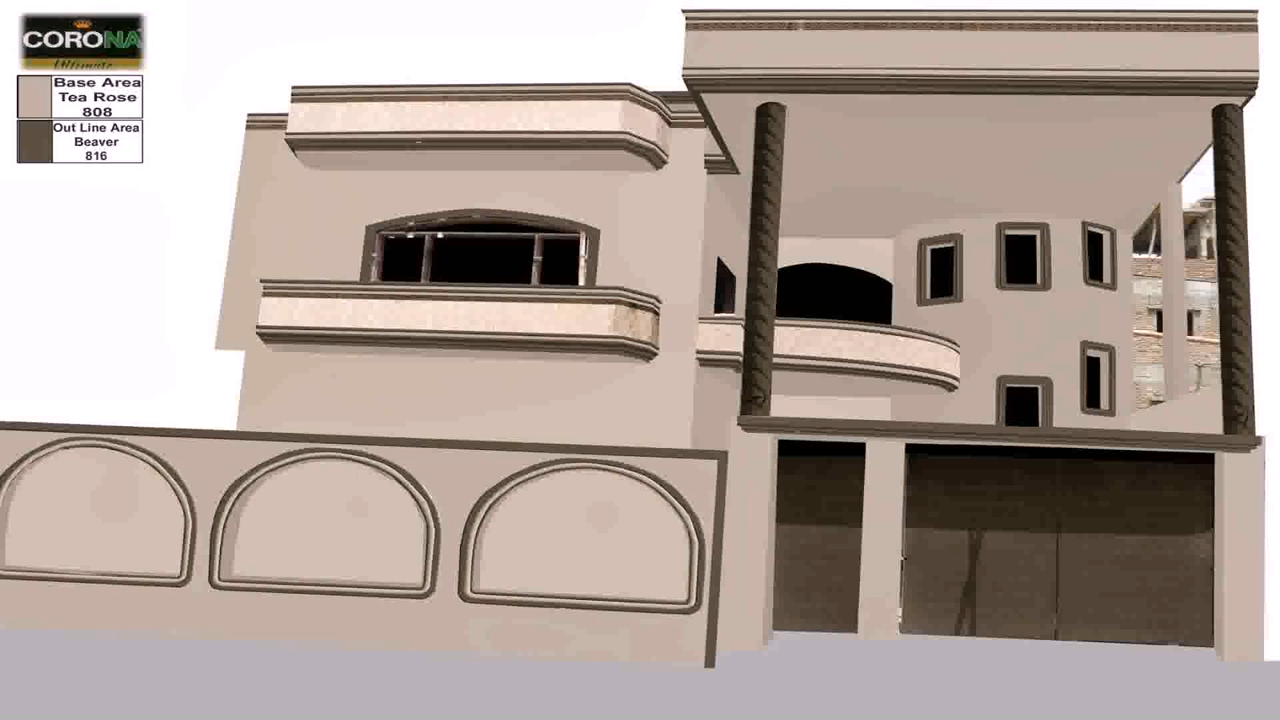 CORONA
Ultimate
Base Area
Tea Rose
808
Out Line Area
Beaver
816